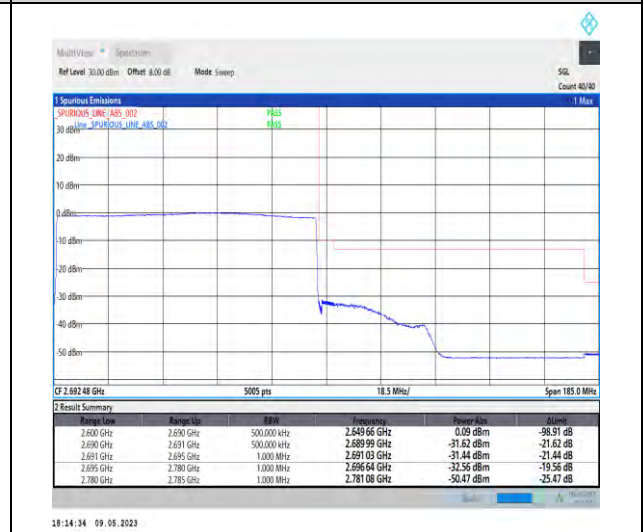 MultiView Spectrum
Ref Level 30.00 dBm Offset 8.00 dB Mode Sweep SGL
Count 40/40
1 Spurious Emissions 1 Max
_SPURIOUS_LINE_ABS_002 PASS
Line _SPURIOUS_LINE_ABS_002 PASS
30 dBm
20 dBm
10 dBm
0 dBm
-10 dBm
-20 dBm
-30 dBm
-40 dBm
-50 dBm
CF 2.692 48 GHz 5005 pts 18.5 MHz/ Span 185.0 MHz
2 Result Summary
Range Low Range Up RBW Frequency Power Abs ΔLimit
2.600 GHz 2.690 GHz 500.000 kHz 2.649 66 GHz 0.09 dBm -98.91 dB
2.690 GHz 2.691 GHz 500.000 kHz 2.689 99 GHz -31.62 dBm -21.62 dB
2.691 GHz 2.695 GHz 1.000 MHz 2.691 03 GHz -31.44 dBm -21.44 dB
2.695 GHz 2.780 GHz 1.000 MHz 2.696 64 GHz -32.56 dBm -19.56 dB
2.780 GHz 2.785 GHz 1.000 MHz 2.781 08 GHz -50.47 dBm -25.47 dB
18:14:34 09.05.2023